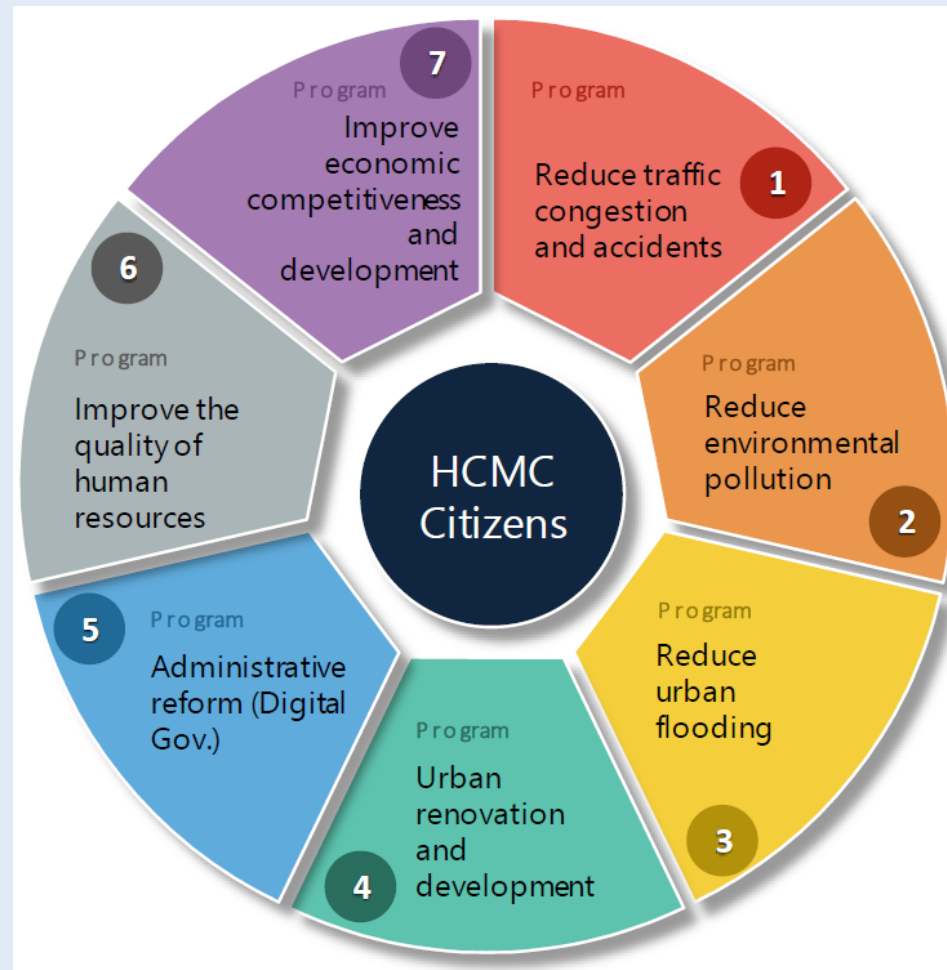 HCMC
Citizens
Program
1
Reduce traffic
congestion
and accidents
Program
Reduce
environmental
pollution
2
Program
Reduce
urban
flooding
3
Program
Urban
renovation
and
development
4
5
Program
Administrative
reform (Digital
Gov.)
6
Program
Improve the
quality of
human
resources
7
Program
Improve
economic
competitiveness
and
development